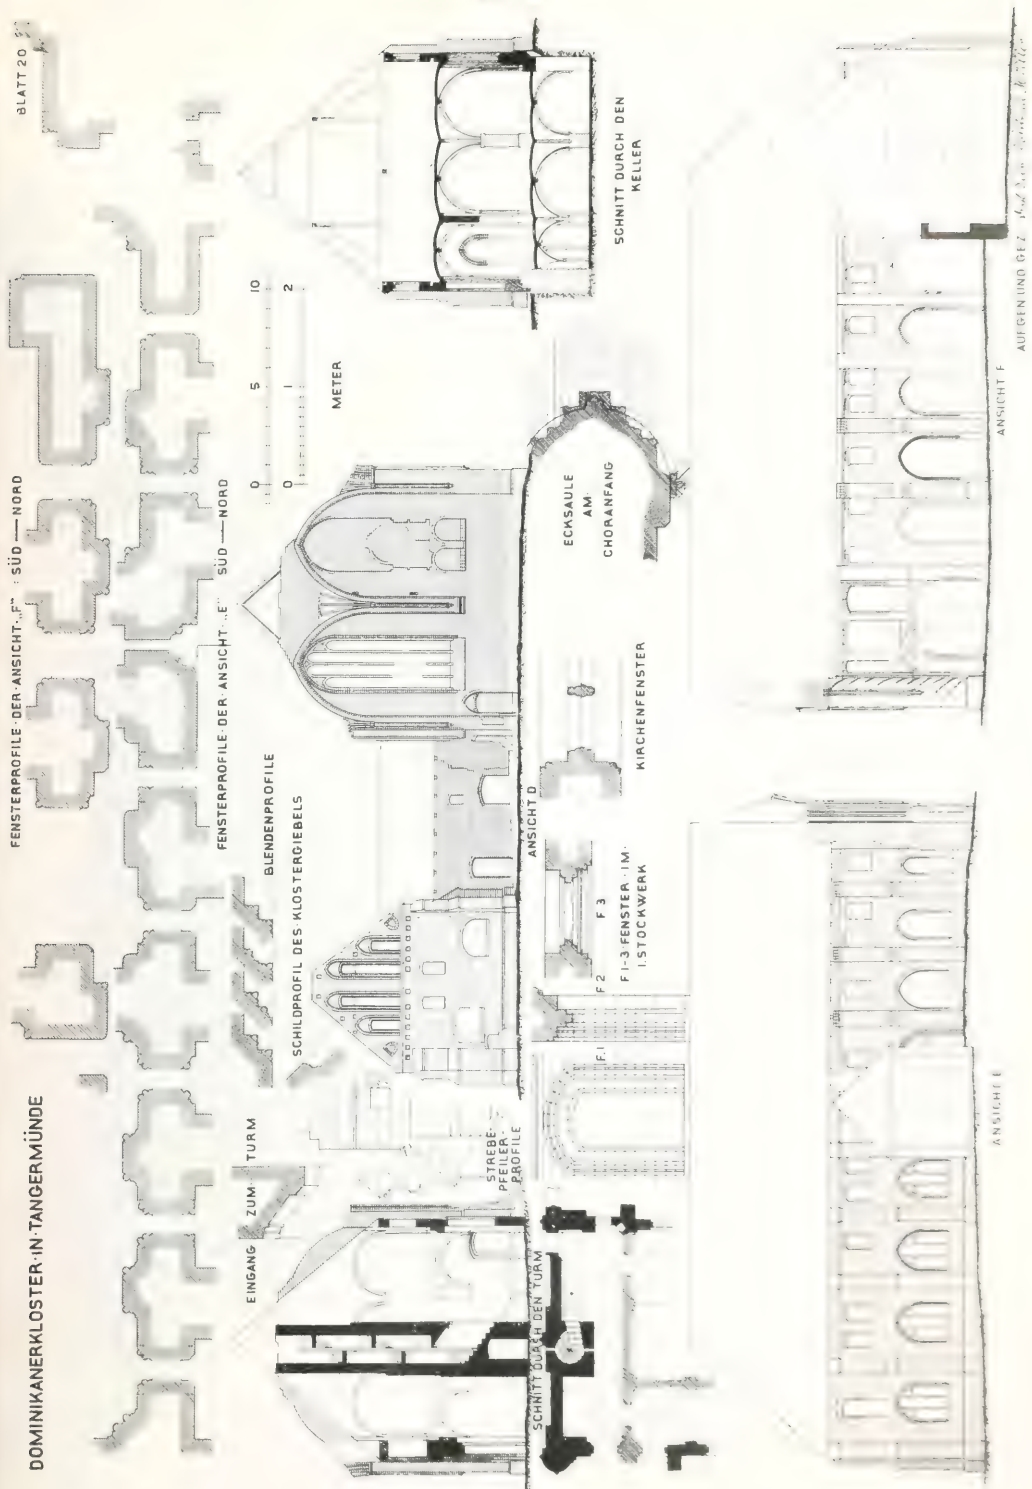 DOMINIKANERKLOSTER·IN·TANGERMÜNDE
BLATT 20
FENSTERPROFILE·DER·ANSICHT·„F“ : SÜD — NORD
FENSTERPROFILE·DER·ANSICHT·„E“ SÜD — NORD
EINGANG ZUM TURM
BLENDENPROFILE
SCHILDPROFIL DES·KLOSTERGIEBELS
0 5 10
0 1 2
METER
STREBE-
PFEILER-
PROFILE
ANSICHT D
SCHNITT DURCH DEN TURM
SCHNITT DURCH DEN
KELLER
ECKSÄULE
AM
CHORANFANG
F.1
F 2
F 3
F 1-3·FENSTER·IM·
I.STOCKWERK
KIRCHENFENSTER
ANSICHT E
ANSICHT F
AUFGEN UND GEZ